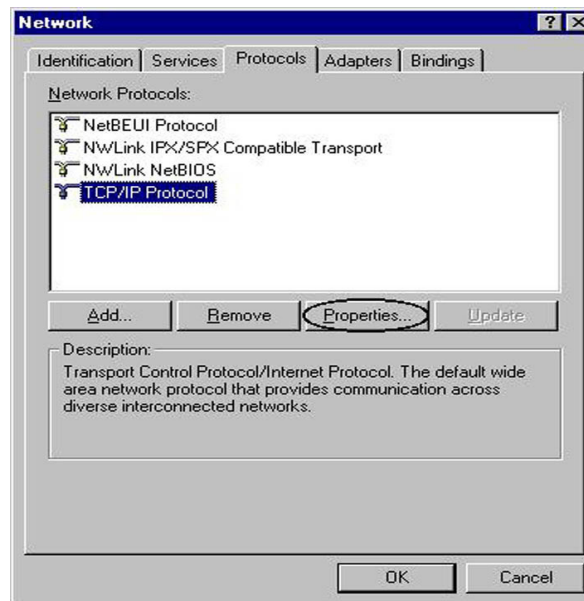 Network
Identification Services Protocols Adapters Bindings
Network Protocols:
NetBEUI Protocol
NWLink IPX/SPX Compatible Transport
NWLink NetBIOS
TCP/IP Protocol
Add... Remove Properties... Update
Description:
Transport Control Protocol/Internet Protocol. The default wide
area network protocol that provides communication across
diverse interconnected networks.
OK Cancel